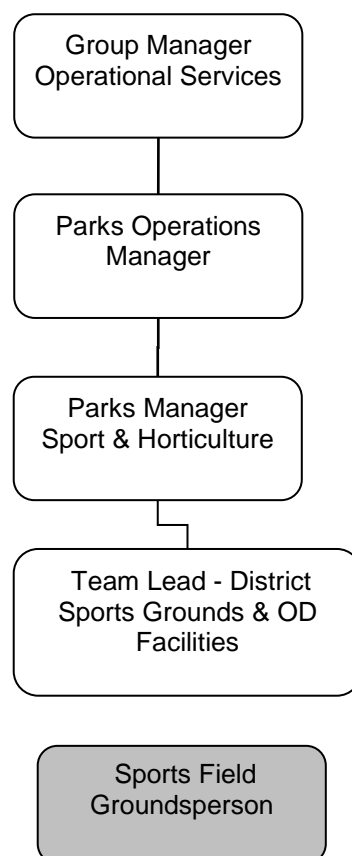 Group Manager
Operational Services
Parks Operations
Manager
Parks Manager
Sport & Horticulture
Team Lead - District
Sports Grounds & OD
Facilities
Sports Field
Groundsperson